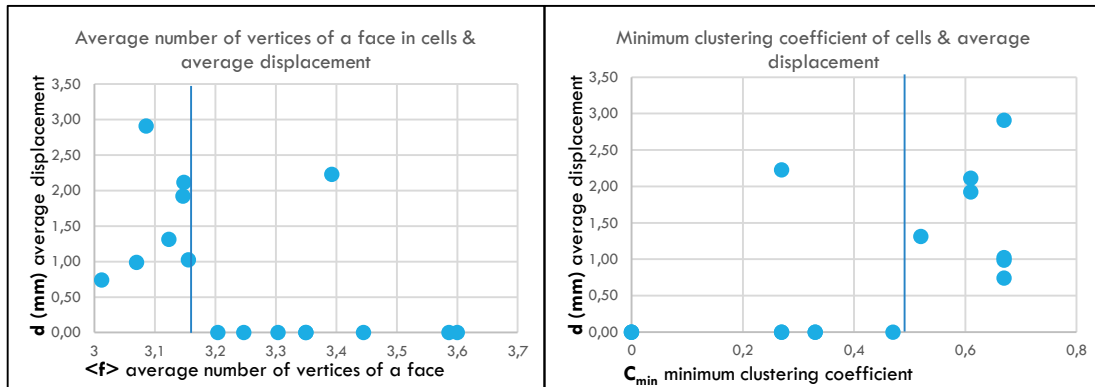 Average number of vertices of a face in cells &
average displacement
3,50
3,00
2,50
2,00
1,50
1,00
0,50
0,00
3 3,1 3,2 3,3 3,4 3,5 3,6 3,7
d (mm) average displacement
<f> average number of vertices of a face
Minimum clustering coefficient of cells & average
displacement
3,50
3,00
2,50
2,00
1,50
1,00
0,50
0,00
0 0,2 0,4 0,6 0,8
d (mm) average displacement
Cmin minimum clustering coefficient